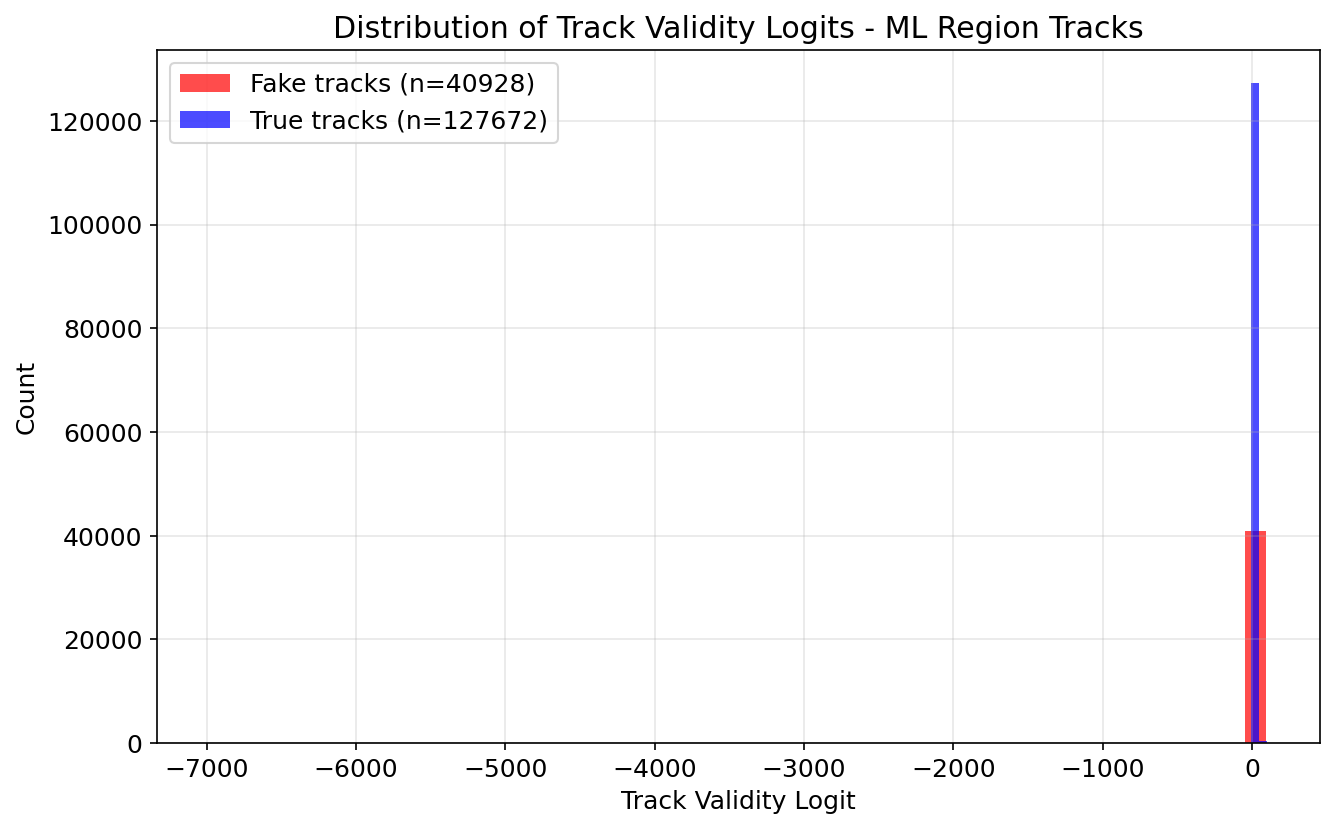 Distribution of Track Validity Logits - ML Region Tracks
Fake tracks (n=40928)
True tracks (n=127672)
120000
100000
80000
60000
40000
20000
0
Count
−7000 −6000 −5000 −4000 −3000 −2000 −1000 0
Track Validity Logit